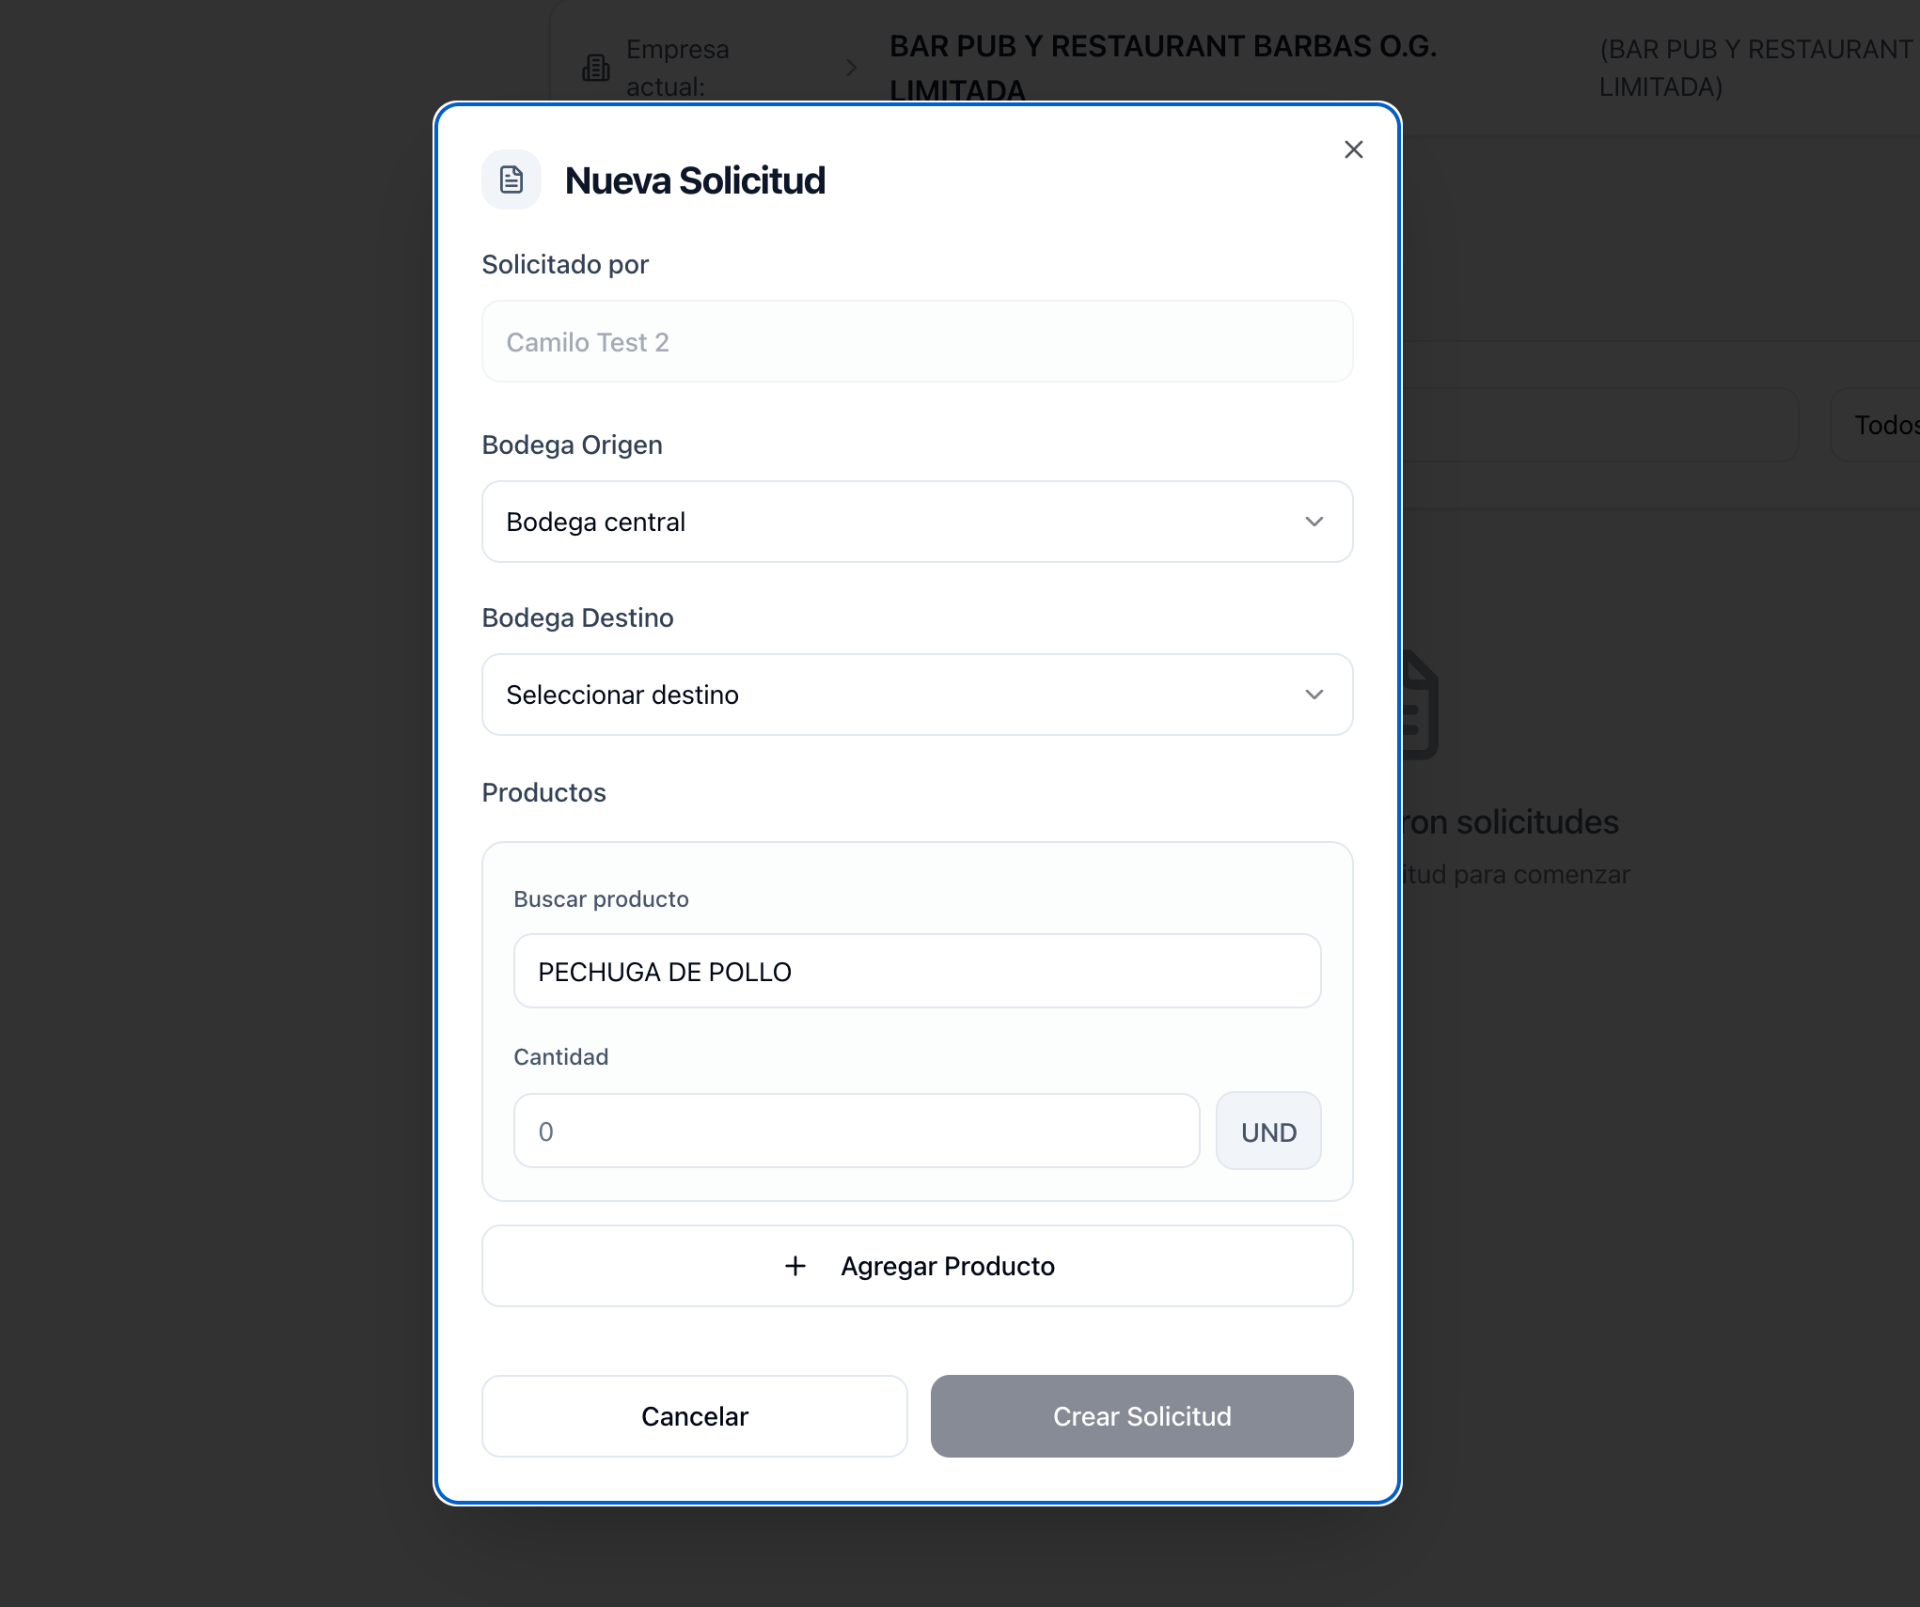 Empresa
actual:
BAR PUB Y RESTAURANT BARBAS O.G.
LIMITADA
(BAR PUB Y RESTAURANT
LIMITADA)
Nueva Solicitud
Solicitado por
Camilo Test 2
Bodega Origen
Bodega central
Todos
Bodega Destino
Seleccionar destino
Productos
ron solicitudes
itud para comenzar
Buscar producto
PECHUGA DE POLLO
Cantidad
0
UND
+ Agregar Producto
Cancelar
Crear Solicitud